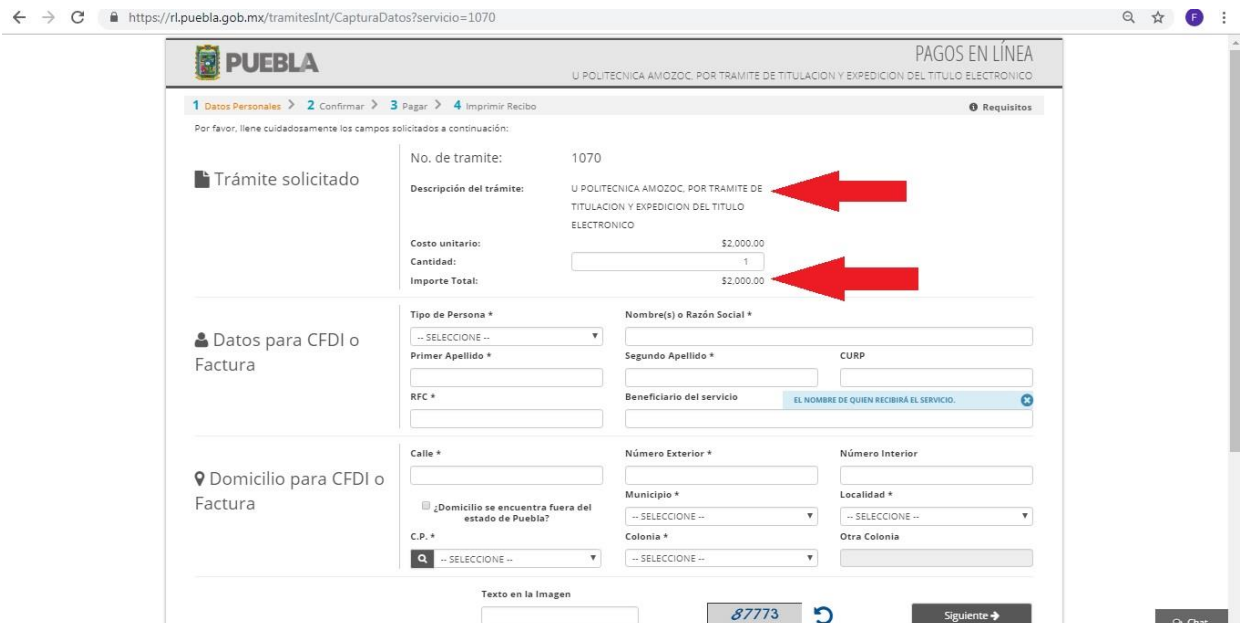 https://rl.puebla.gob.mx/tramitesInt/CapturaDatos?servicio=1070
F
PUEBLA
PAGOS EN LÍNEA
U POLITECNICA AMOZOC, POR TRAMITE DE TITULACION Y EXPEDICION DEL TITULO ELECTRONICO
1 Datos Personales > 2 Confirmar > 3 Pagar > 4 Imprimir Recibo
Requisitos
Por favor, llene cuidadosamente los campos solicitados a continuación:
Trámite solicitado
No. de tramite: 1070
Descripción del trámite: U POLITECNICA AMOZOC, POR TRAMITE DE
TITULACION Y EXPEDICION DEL TITULO
ELECTRONICO
Costo unitario: $2,000.00
Cantidad: 1
Importe Total: $2,000.00
Datos para CFDI o
Factura
Tipo de Persona * Nombre(s) o Razón Social *
-- SELECCIONE --
Primer Apellido * Segundo Apellido * CURP
RFC * Beneficiario del servicio EL NOMBRE DE QUIEN RECIBIRÁ EL SERVICIO.
Domicilio para CFDI o
Factura
Calle * Número Exterior * Número Interior
¿Domicilio se encuentra fuera del
estado de Puebla?
Municipio * Localidad *
-- SELECCIONE -- -- SELECCIONE --
C.P. * Colonia * Otra Colonia
-- SELECCIONE -- -- SELECCIONE --
Texto en la Imagen
87773
Siguiente
Chat